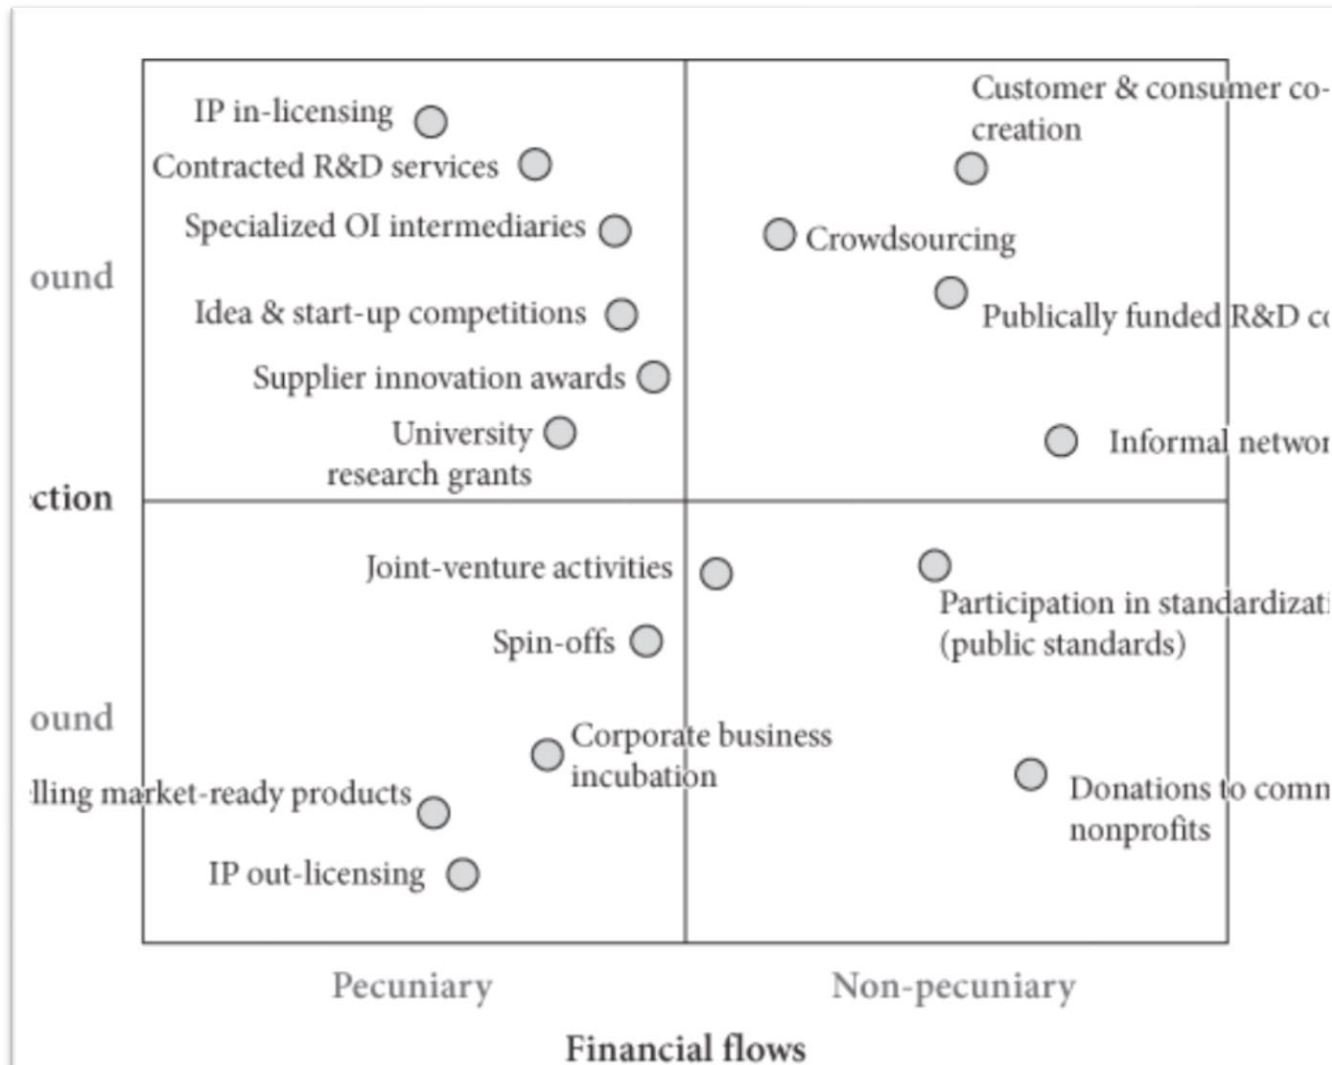 Customer & consumer co-
creation
IP in-licensing
Contracted R&D services
Specialized OI intermediaries
Crowdsourcing
ound
Idea & start-up competitions
Publically funded R&D
Supplier innovation awards
University
research grants
Informal
ction
Joint-venture activities
Participation in
(public standards)
Spin-offs
ound
Corporate business
incubation
market-ready products
Donations to
nonprofits
IP out-licensing
Pecuniary
Non-pecuniary
Financial flows